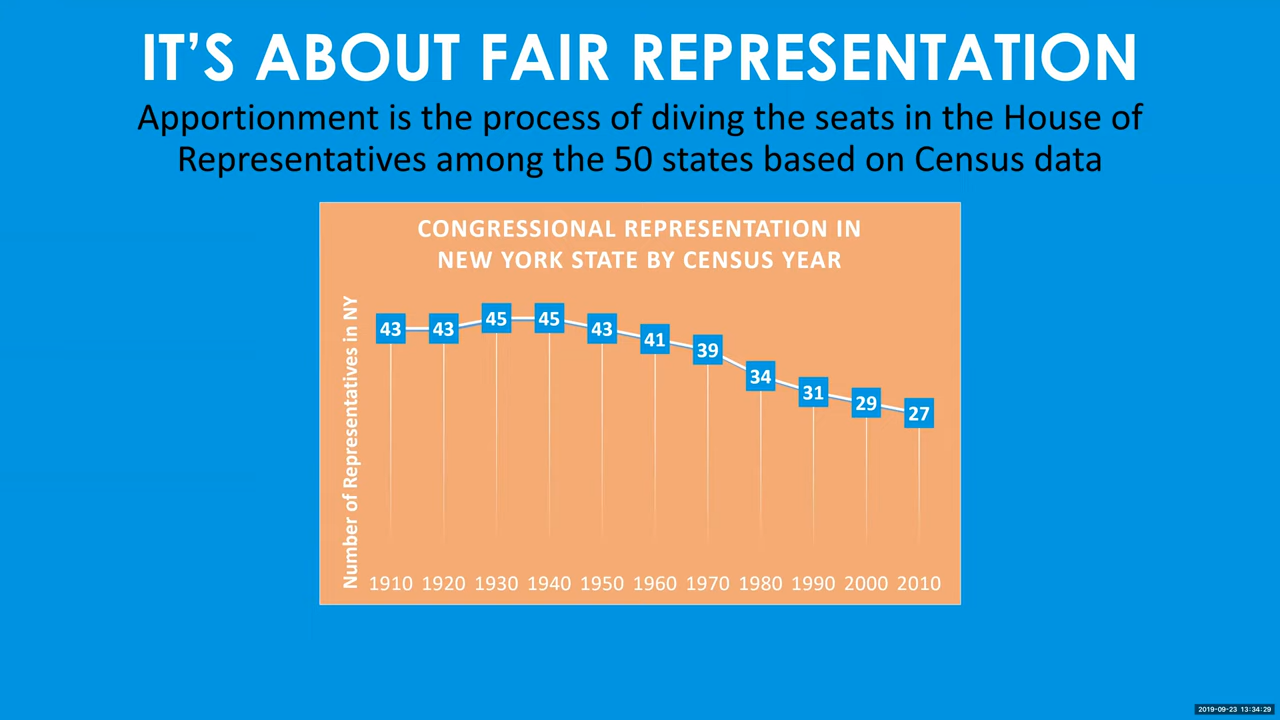 IT'S ABOUT FAIR REPRESENTATION
Apportionment is the process of diving the seats in the House of
Representatives among the 50 states based on Census data
CONGRESSIONAL REPRESENTATION IN
NEW YORK STATE BY CENSUS YEAR
Number of Representatives in NY
43 43 45 45 43 41 39 34 31 29 27
1910 1920 1930 1940 1950 1960 1970 1980 1990 2000 2010
2019-09-23 13:34:29